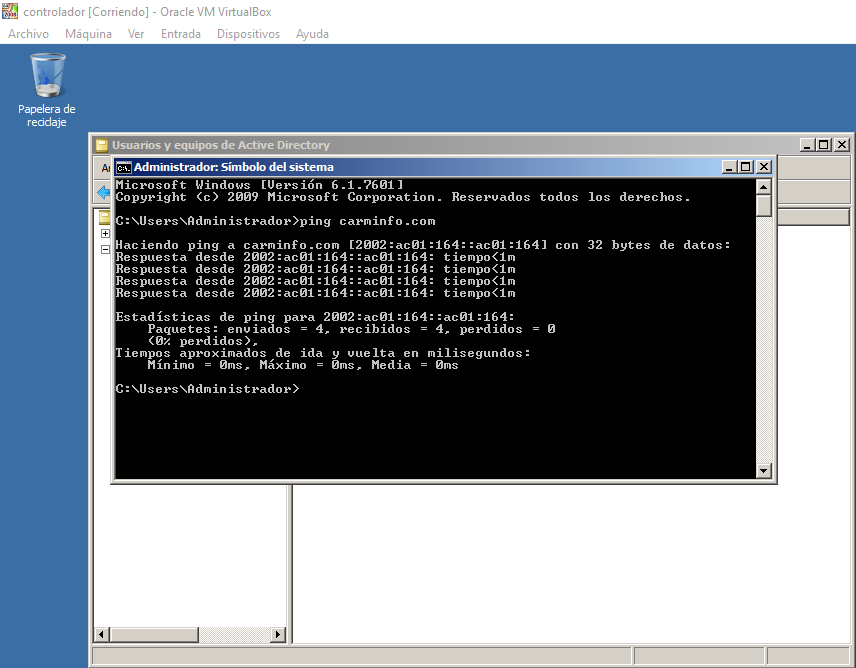 controlador [Corriendo] - Oracle VM VirtualBox
Archivo Máquina Ver Entrada Dispositivos Ayuda
Papelera de
reciclaje
Usuarios y equipos de Active Directory
Administrador: Símbolo del sistema
Microsoft Windows [Versión 6.1.7601]
Copyright (c) 2009 Microsoft Corporation. Reservados todos los derechos.
C:\Users\Administrador>ping carminfo.com
Haciendo ping a carminfo.com [2002:ac01:164::ac01:164] con 32 bytes de datos:
Respuesta desde 2002:ac01:164::ac01:164: tiempo<1m
Respuesta desde 2002:ac01:164::ac01:164: tiempo<1m
Respuesta desde 2002:ac01:164::ac01:164: tiempo<1m
Respuesta desde 2002:ac01:164::ac01:164: tiempo<1m
Estadísticas de ping para 2002:ac01:164::ac01:164:
Paquetes: enviados = 4, recibidos = 4, perdidos = 0
(0% perdidos),
Tiempos aproximados de ida y vuelta en milisegundos:
Mínimo = 0ms, Máximo = 0ms, Media = 0ms
C:\Users\Administrador>